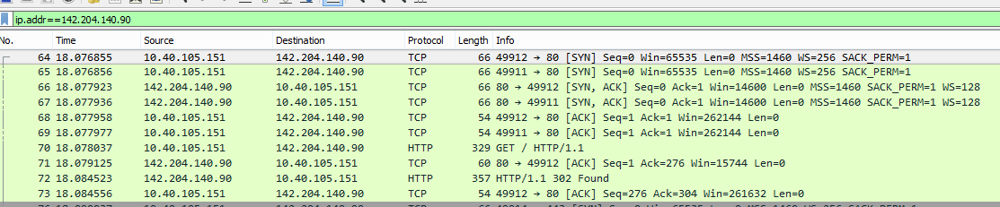 ip.addr==142.204.140.90
No. Time Source Destination Protocol Length Info
64 18.076855 10.40.105.151 142.204.140.90 TCP 66 49912 → 80 [SYN] Seq=0 Win=65535 Len=0 MSS=1460 WS=256 SACK_PERM=1
65 18.076856 10.40.105.151 142.204.140.90 TCP 66 49911 → 80 [SYN] Seq=0 Win=65535 Len=0 MSS=1460 WS=256 SACK_PERM=1
66 18.077923 142.204.140.90 10.40.105.151 TCP 66 80 → 49912 [SYN, ACK] Seq=0 Ack=1 Win=14600 Len=0 MSS=1460 SACK_PERM=1 WS=128
67 18.077936 142.204.140.90 10.40.105.151 TCP 66 80 → 49911 [SYN, ACK] Seq=0 Ack=1 Win=14600 Len=0 MSS=1460 SACK_PERM=1 WS=128
68 18.077958 10.40.105.151 142.204.140.90 TCP 54 49912 → 80 [ACK] Seq=1 Ack=1 Win=262144 Len=0
69 18.077977 10.40.105.151 142.204.140.90 TCP 54 49911 → 80 [ACK] Seq=1 Ack=1 Win=262144 Len=0
70 18.078037 10.40.105.151 142.204.140.90 HTTP 329 GET / HTTP/1.1
71 18.079125 142.204.140.90 10.40.105.151 TCP 60 80 → 49912 [ACK] Seq=1 Ack=276 Win=15744 Len=0
72 18.084523 142.204.140.90 10.40.105.151 HTTP 357 HTTP/1.1 302 Found
73 18.084556 10.40.105.151 142.204.140.90 TCP 54 49912 → 80 [ACK] Seq=276 Ack=304 Win=261632 Len=0